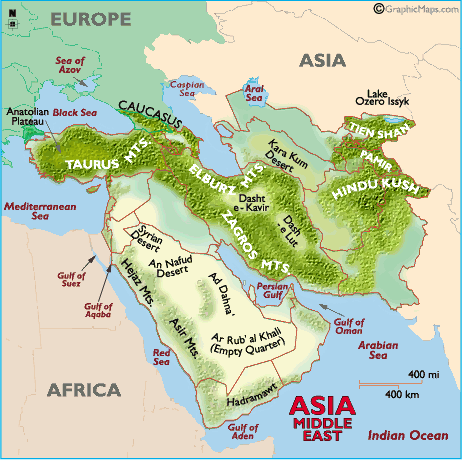 ©GraphicMaps.com
N
EUROPE
ASIA
Sea of
Azov
Caspian
Sea
Aral
Sea
Lake
Ozero Issyk
Anatolian
Plateau
Black Sea
CAUCASUS
TIEN SHAN
TAURUS MTS.
Kara Kum
Desert
PAMIR
ELBURZ MTS.
HINDU KUSH
Dasht
e - Kavir
Mediterranean
Sea
ZAGROS MTS.
Dash
- e Lut
Syrian
Desert
An Nafud
Desert
Gulf of
Suez
Ad Dahna'
Persian
Gulf
Gulf of
Aqaba
Hejaz Mts.
Gulf of
Oman
Asir Mts.
Ar Rub' al Khali
(Empty Quarter)
Arabian
Sea
Red
Sea
400 mi
400 km
AFRICA
Hadramawt
ASIA
MIDDLE
EAST
Gulf
of Aden
Indian Ocean